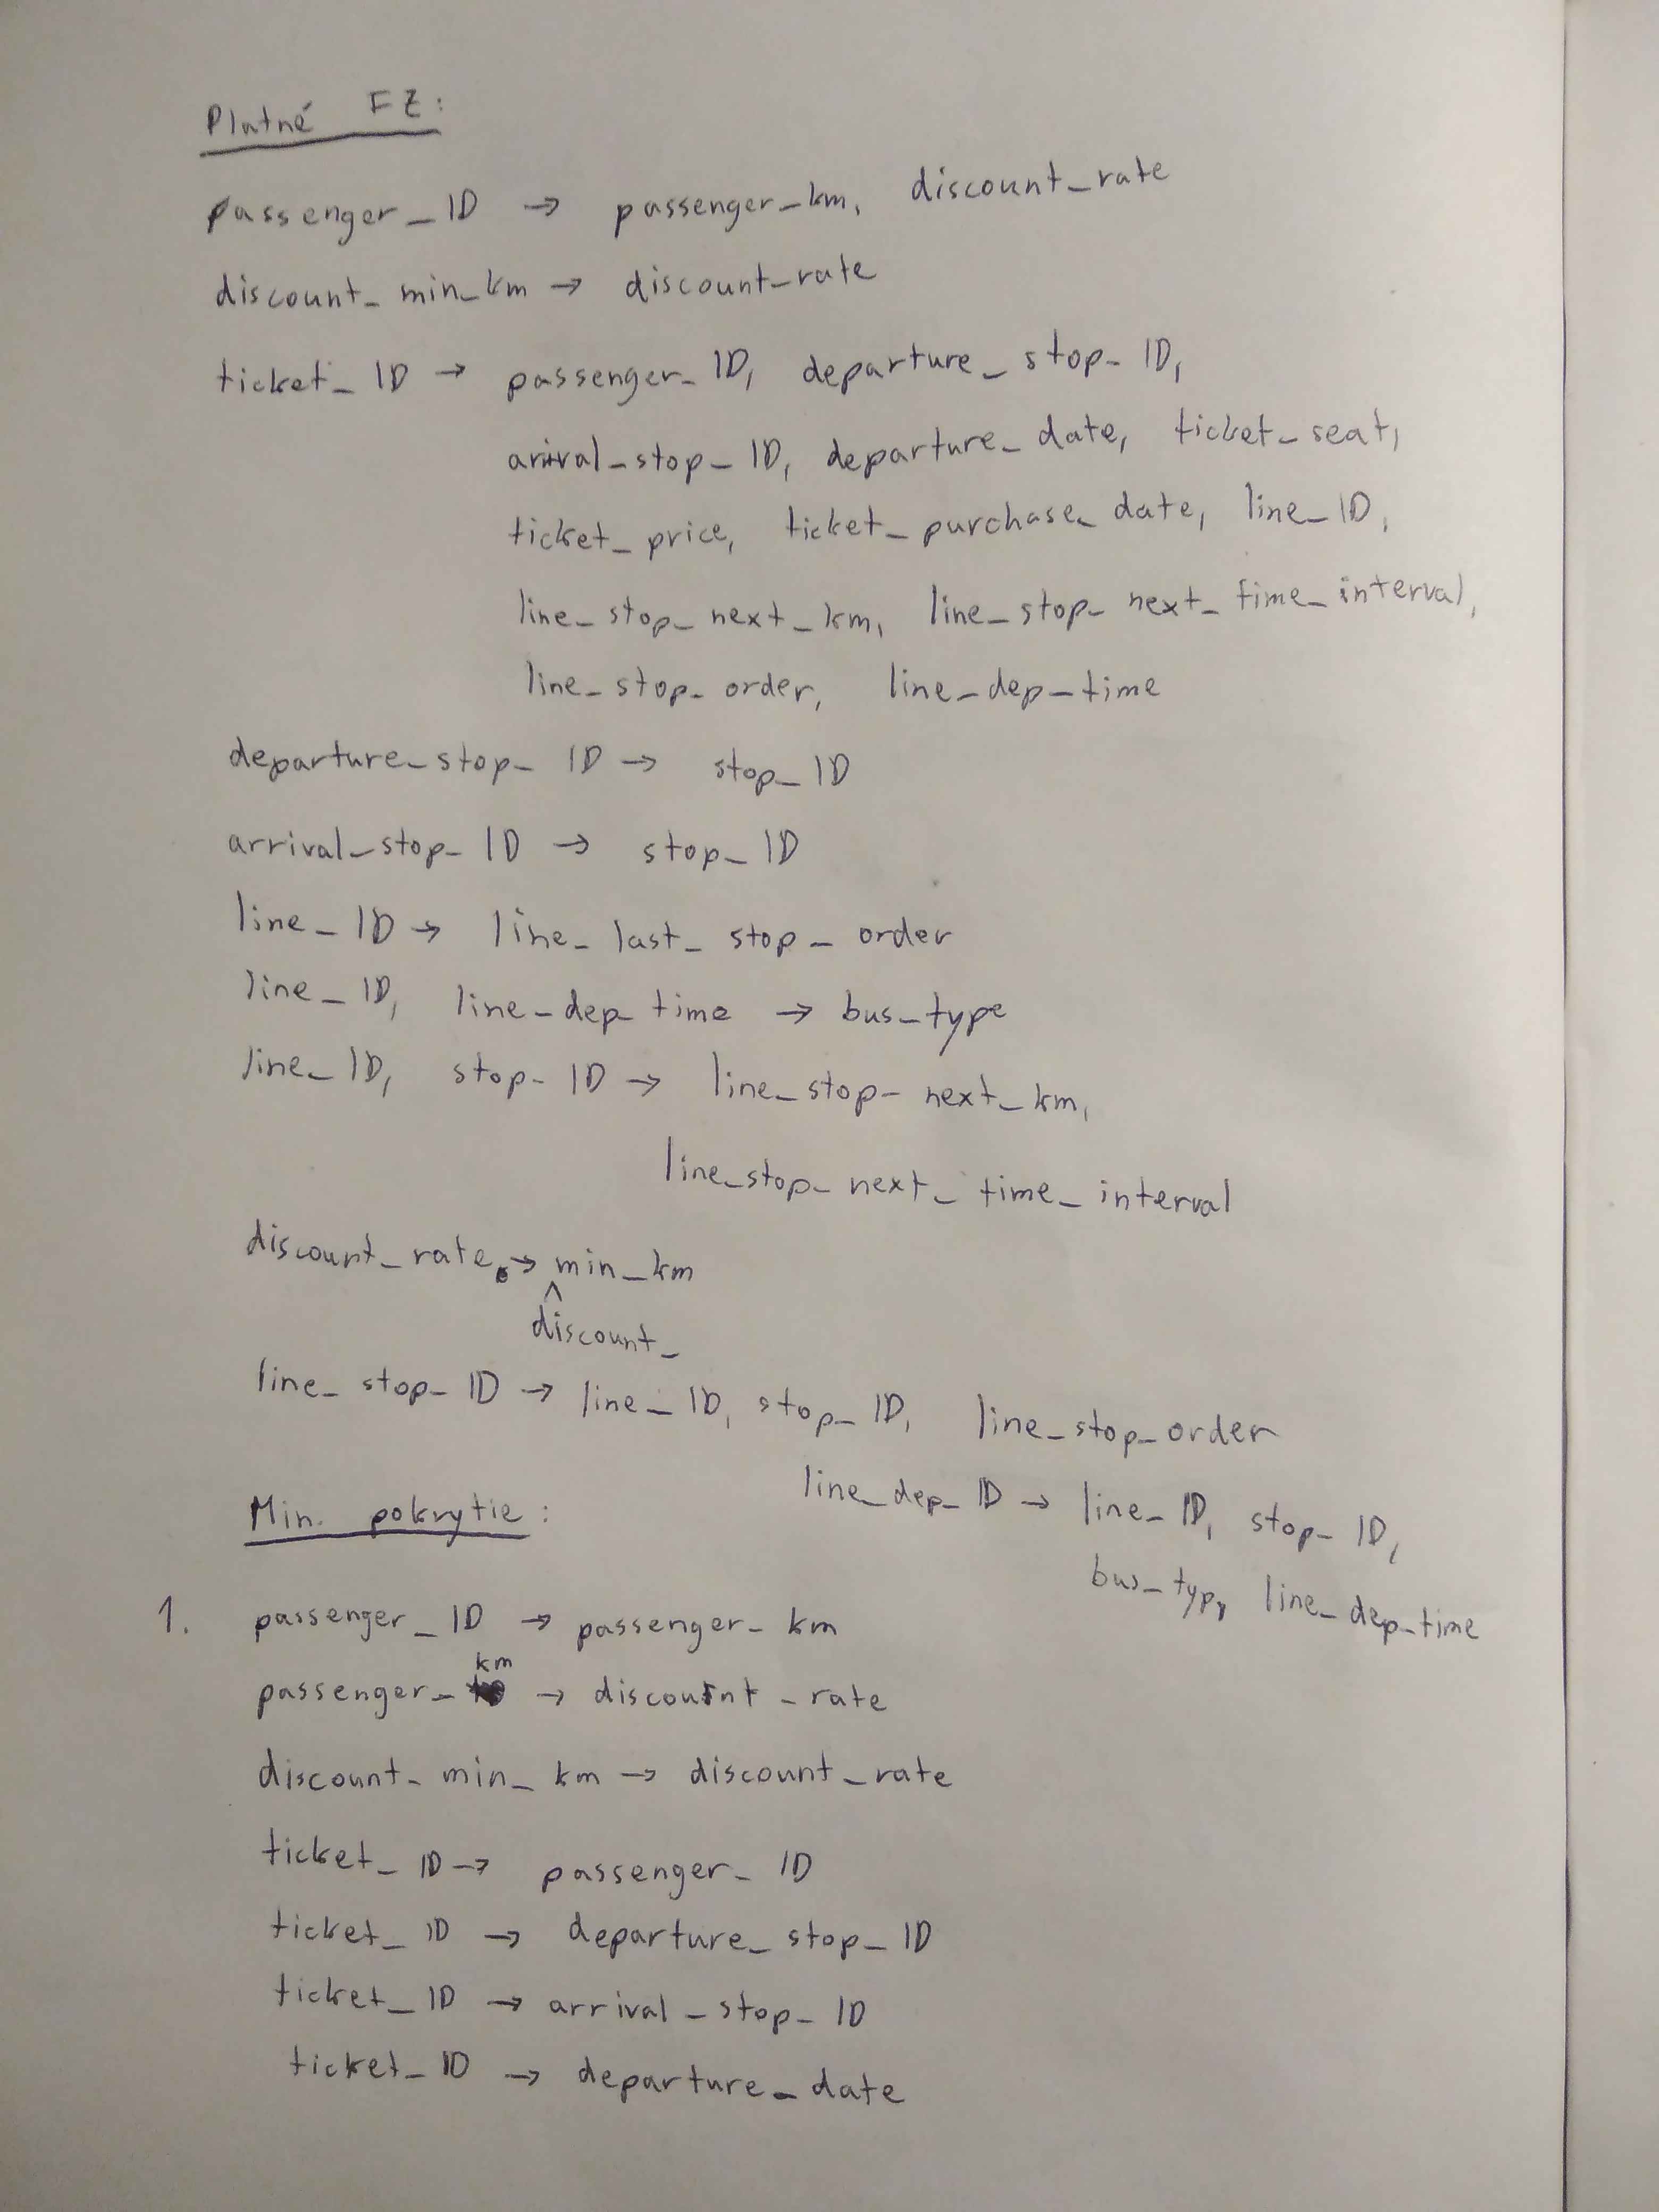 Platné FZ:
passenger_ID → passenger_km, discount_rate
discount_min_km → discount_rate
ticket_ID → passenger_ID, departure_stop_ID,
arrival_stop_ID, departure_date, ticket_seat,
ticket_price, ticket_purchase_date, line_ID,
line_stop_next_km, line_stop_next_time_interval,
line_stop_order, line_dep_time
departure_stop_ID → stop_ID
arrival_stop_ID → stop_ID
line_ID → line_last_stop_order
line_ID, line_dep_time → bus_type
line_ID, stop_ID → line_stop_next_km,
line_stop_next_time_interval
discount_rate → min_km
^
discount_
line_stop_ID → line_ID, stop_ID, line_stop_order
line_dep_ID → line_ID, stop_ID,
bus_typ, line_dep_time
Min. pokrytie:
1. passenger_ID → passenger_km
passenger_km → discount_rate
discount_min_km → discount_rate
ticket_ID → passenger_ID
ticket_ID → departure_stop_ID
ticket_ID → arrival_stop_ID
ticket_ID → departure_date